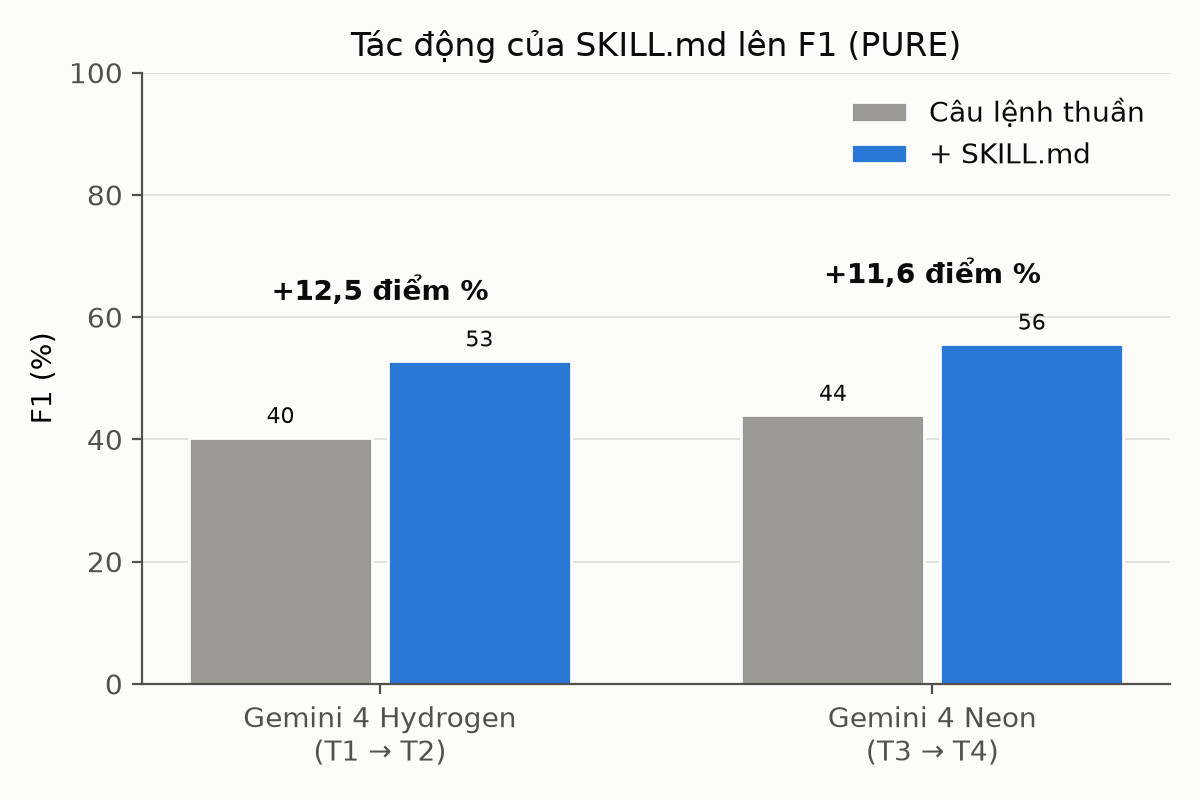 Tác động của SKILL.md lên F1 (PURE)
Câu lệnh thuần
+ SKILL.md
F1 (%)
100
80
60
40
20
0
+12,5 điểm %
+11,6 điểm %
40
53
44
56
Gemini 4 Hydrogen
(T1 → T2)
Gemini 4 Neon
(T3 → T4)